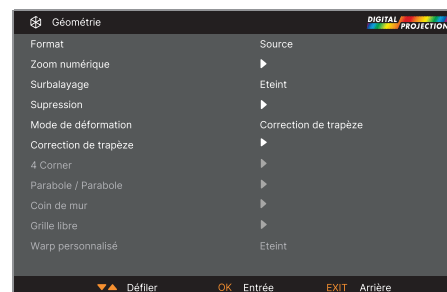 Géométrie
DIGITAL PROJECTION
Format Source
Zoom numérique
Surbalayage Eteint
Supression
Mode de déformation Correction de trapèze
Correction de trapèze
4 Corner
Parabole / Parabole
Coin de mur
Grille libre
Warp personnalisé Eteint
Défiler OK Entrée EXIT Arrière